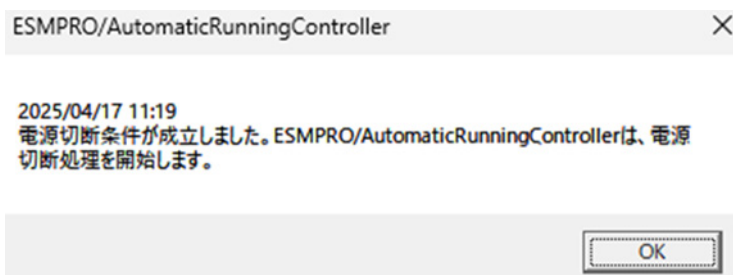 ESMPRO/AutomaticRunningController
2025/04/17 11:19
電源切断条件が成立しました。ESMPRO/AutomaticRunningControllerは、電源
切断処理を開始します。
OK